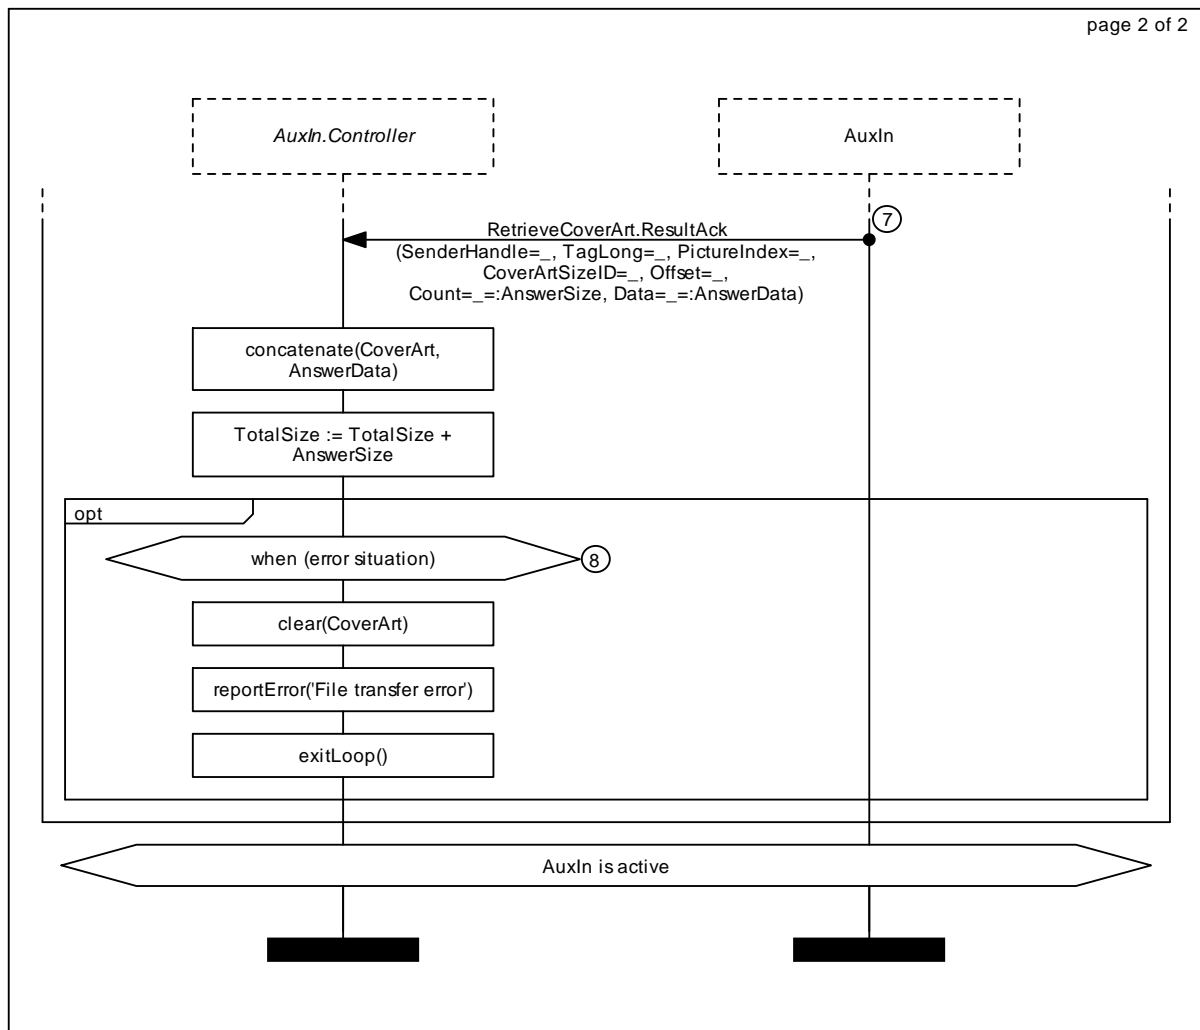 page 2 of 2
AuxIn.Controller
AuxIn
7
RetrieveCoverArt.ResultAck
(SenderHandle=_, TagLong=_, PictureIndex=_,
CoverArtSizeID=_, Offset=_,
Count=_=:AnswerSize, Data=_=:AnswerData)
concatenate(CoverArt,
AnswerData)
TotalSize := TotalSize +
AnswerSize
opt
when (error situation)
8
clear(CoverArt)
reportError('File transfer error')
exitLoop()
AuxIn is active